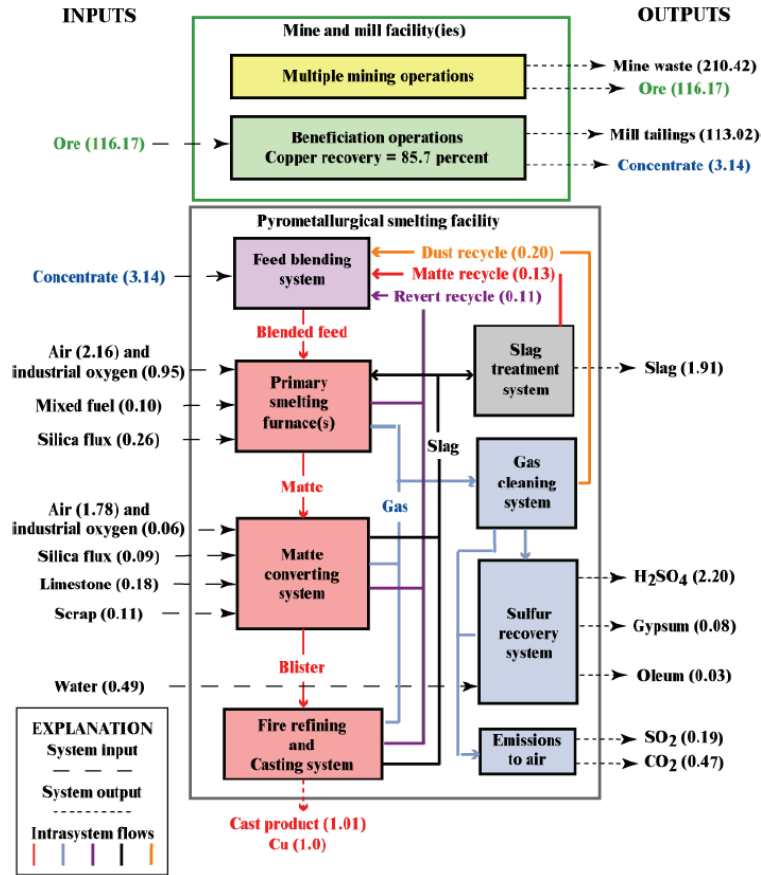 INPUTS
OUTPUTS
Mine and mill facility(ies)
Multiple mining operations
Mine waste (210.42)
Ore (116.17)
Ore (116.17)
Beneficiation operations
Copper recovery = 85.7 percent
Mill tailings (113.02)
Concentrate (3.14)
Pyrometallurgical smelting facility
Concentrate (3.14)
Feed blending
system
Dust recycle (0.20)
Matte recycle (0.13)
Revert recycle (0.11)
Blended feed
Air (2.16) and
industrial oxygen (0.95)
Mixed fuel (0.10)
Silica flux (0.26)
Primary
smelting
furnace(s)
Slag
treatment
system
Slag (1.91)
Slag
Matte
Gas
Gas
cleaning
system
Air (1.78) and
industrial oxygen (0.06)
Silica flux (0.09)
Limestone (0.18)
Scrap (0.11)
Matte
converting
system
Sulfur
recovery
system
H2SO4 (2.20)
Gypsum (0.08)
Oleum (0.03)
Blister
Water (0.49)
Fire refining
and
Casting system
Emissions
to air
SO2 (0.19)
CO2 (0.47)
Cast product (1.01)
Cu (1.0)
EXPLANATION
System input
System output
Intrasystem flows